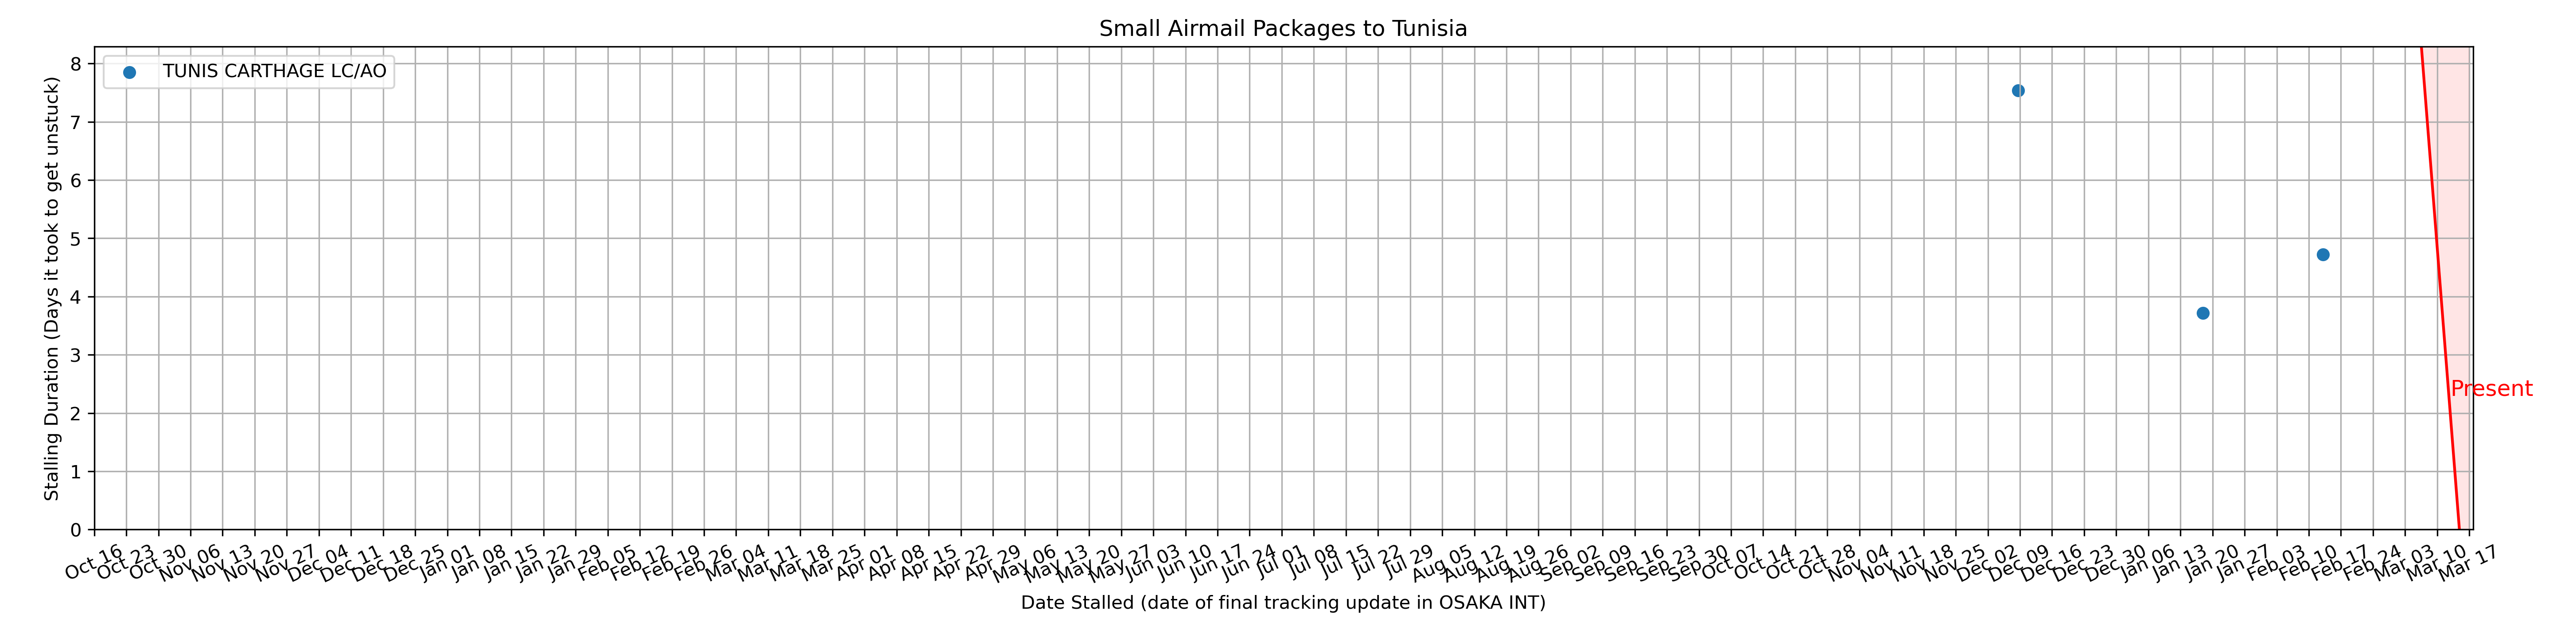 Small Airmail Packages to Tunisia
TUNIS CARTHAGE LC/AO
Stalling Duration (Days it took to get unstuck)
8
7
6
5
4
3
2
1
0
Present
Oct 16 Oct 23 Oct 30 Nov 06 Nov 13 Nov 20 Nov 27 Dec 04 Dec 11 Dec 18 Dec 25 Jan 01 Jan 08 Jan 15 Jan 22 Jan 29 Feb 05 Feb 12 Feb 19 Feb 26 Mar 04 Mar 11 Mar 18 Mar 25 Apr 01 Apr 08 Apr 15 Apr 22 Apr 29 May 06 May 13 May 20 May 27 Jun 03 Jun 10 Jun 17 Jun 24 Jul 01 Jul 08 Jul 15 Jul 22 Jul 29 Aug 05 Aug 12 Aug 19 Aug 26 Sep 02 Sep 09 Sep 16 Sep 23 Sep 30 Oct 07 Oct 14 Oct 21 Oct 28 Nov 04 Nov 11 Nov 18 Nov 25 Dec 02 Dec 09 Dec 16 Dec 23 Dec 30 Jan 06 Jan 13 Jan 20 Jan 27 Feb 03 Feb 10 Feb 17 Feb 24 Mar 03 Mar 10 Mar 17
Date Stalled (date of final tracking update in OSAKA INT)